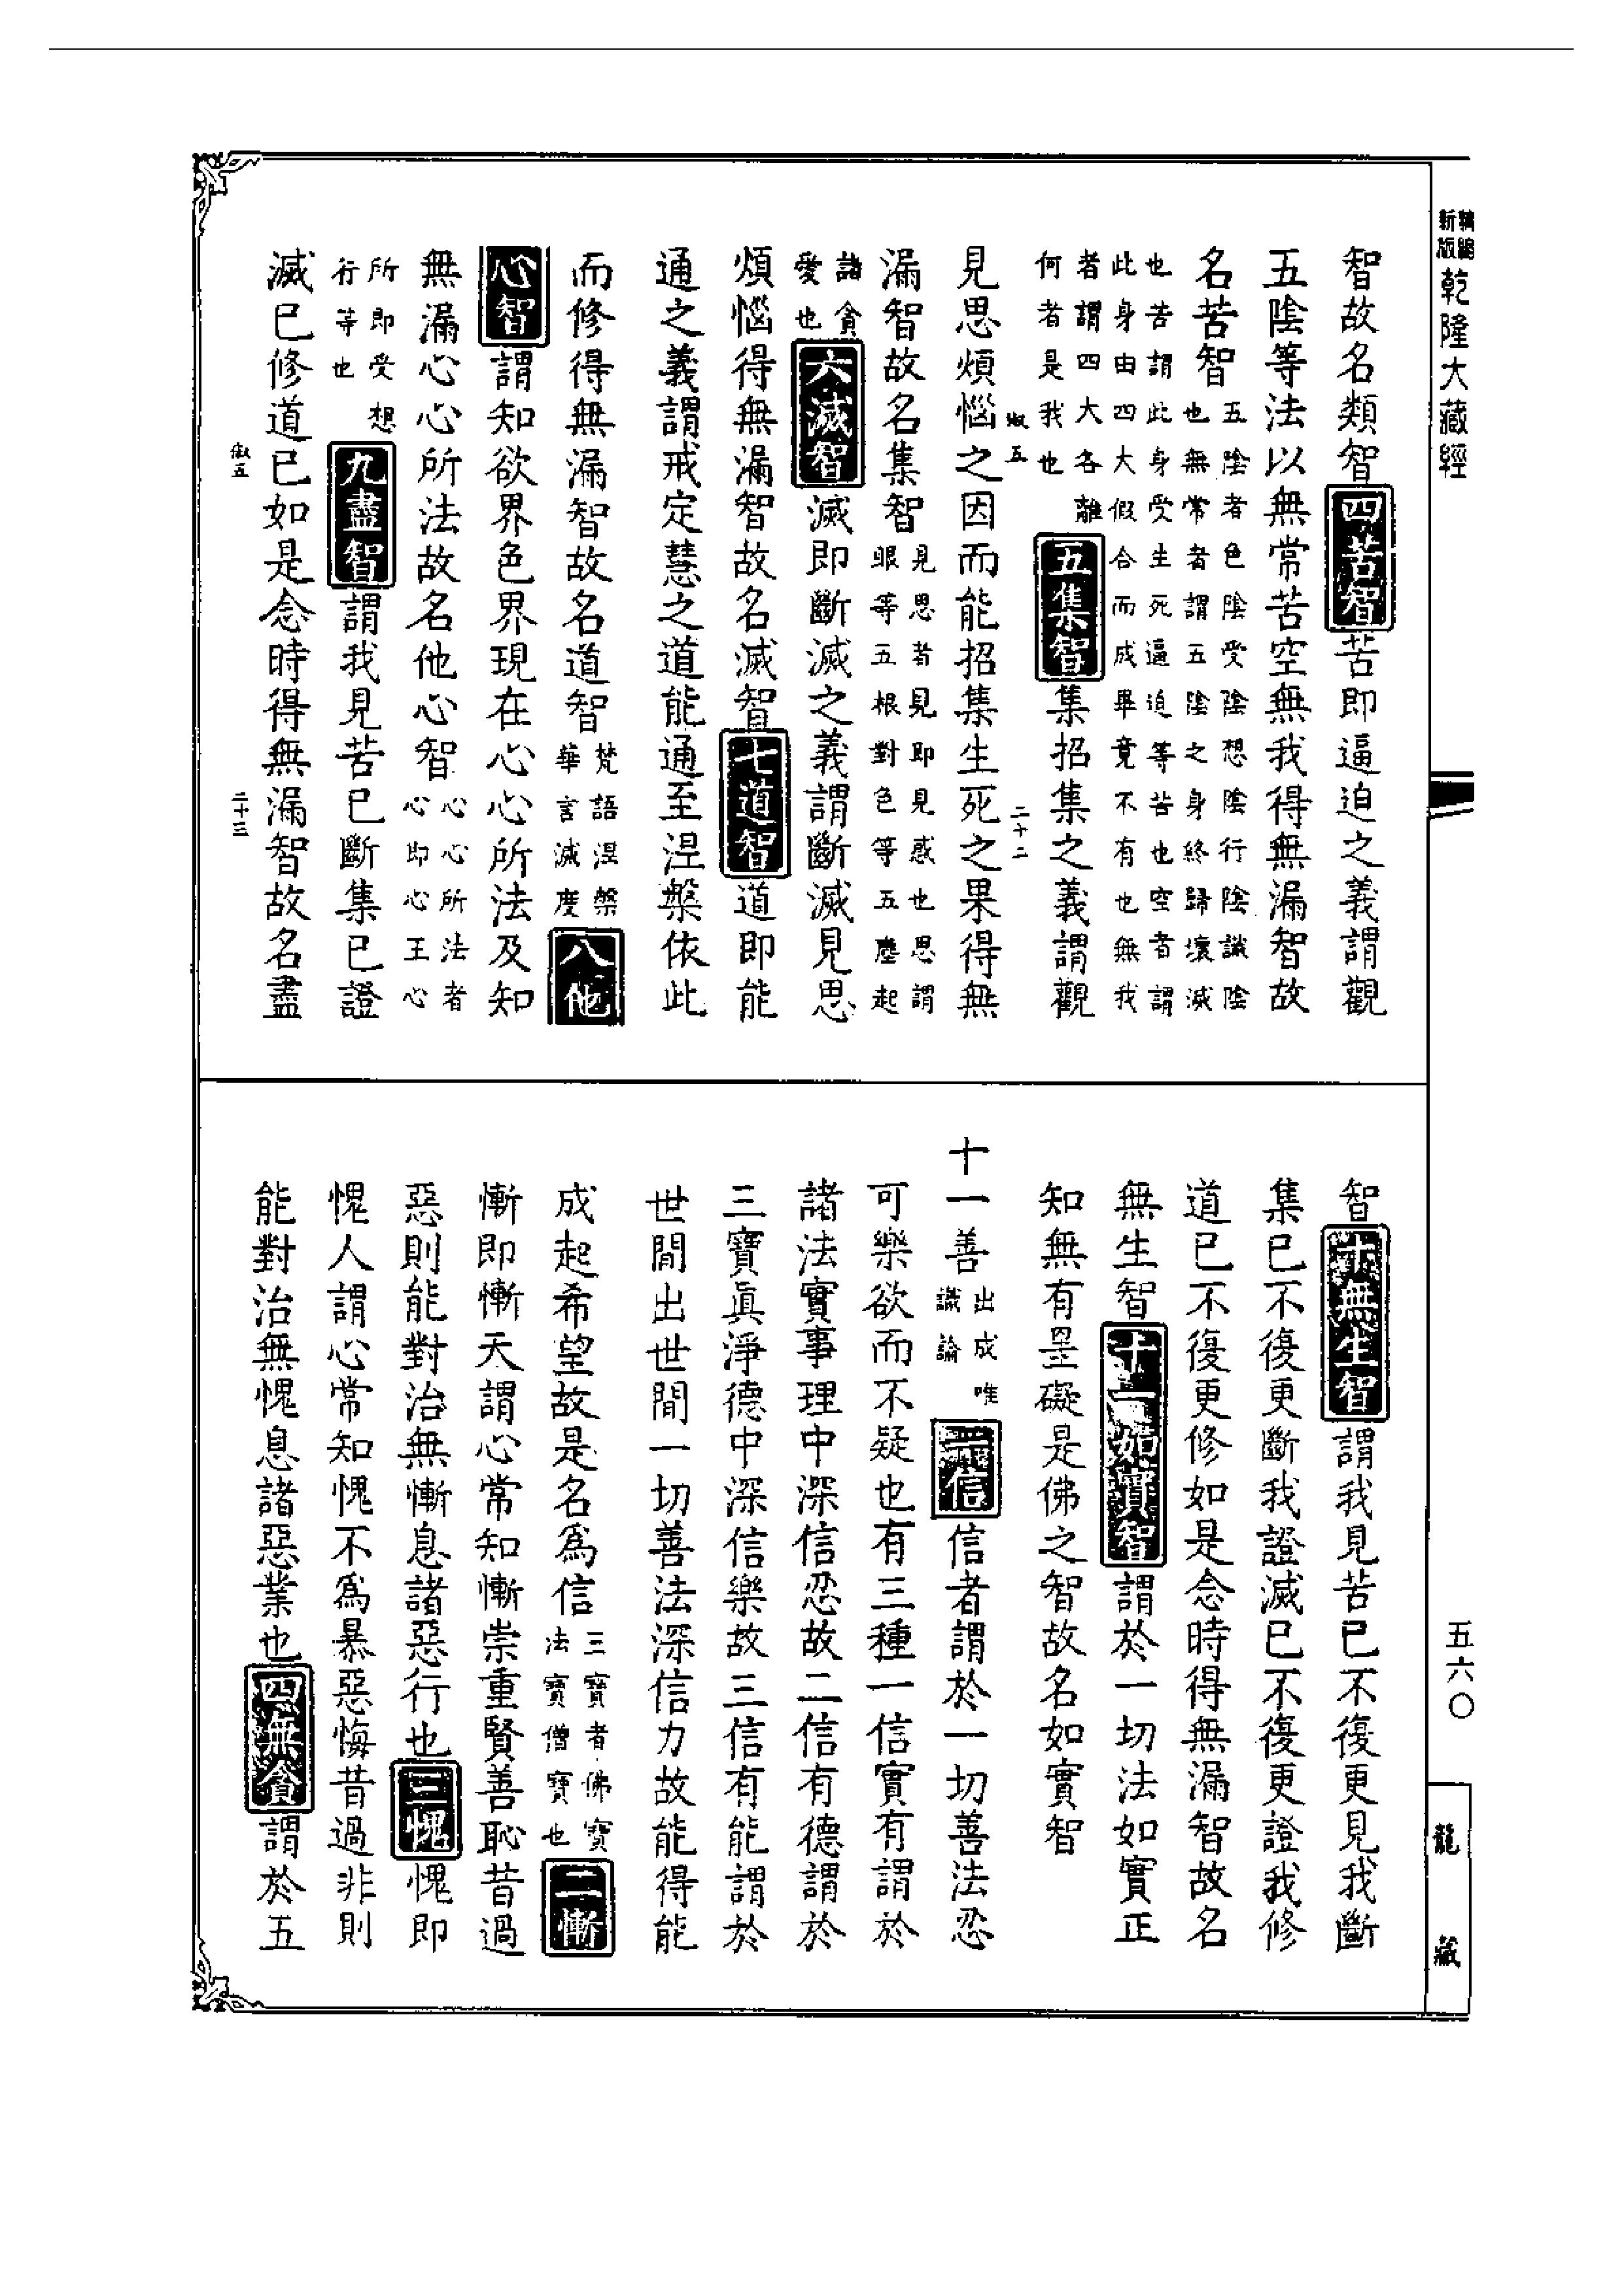 新編縮版乾隆大藏經
智故名類智四苦智苦即逼迫之義謂觀
五陰等法以無常苦空無我得無漏智故
名苦智五陰者色陰受陰想陰行陰識陰
也無常者謂五陰之身終歸壞滅
也苦謂此身受生死逼迫等苦也空者謂
此身由四大假合而成畢竟不有也無我
者謂四大各離
何者是我也五集智集招集之義謂觀
五 二十二
見思煩惱之因而能招集生死之果得無
漏智故名集智見思者見即見惑也思謂
眼等五根對色等五塵起
諸貪
愛也六滅智滅即斷滅之義謂斷滅見思
煩惱得無漏智故名滅智七道智道即能
通之義謂戒定慧之道能通至涅槃依此
而修得無漏智故名道智梵語涅槃
華言滅度八他
心智謂知欲界色界現在心心所法及知
無漏心心所法故名他心智心心所法者
心即心王心
所即受想
行等也九盡智謂我見苦已斷集已證
滅已修道已如是念時得無漏智故名盡
五 二十三
智十無生智謂我見苦已不復更見我斷
集已不復更斷我證滅已不復更證我修
道已不復更修如是念時得無漏智故名
無生智十一如實智謂於一切法如實正
知無有罣礙是佛之智故名如實智
十一善出成唯
識論一信信者謂於一切善法忍
可樂欲而不疑也有三種一信實有謂於
諸法實事理中深信忍故二信有德謂於
三寶真淨德中深信樂故三信有能謂於
世間出世間一切善法深信力故能得能
成起希望故是名為信三寶者佛寶
法寶僧寶也二慚
慚即慚天謂心常知慚崇重賢善恥昔過
惡則能對治無慚息諸惡行也三愧愧即
愧人謂心常知愧不為暴惡悔昔過非則
能對治無愧息諸惡業也四無貪謂於五
五六〇
龍藏